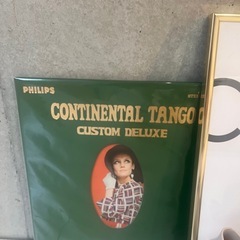 PHILIPS
CONTINENTAL TANGO
CUSTOM DELUXE